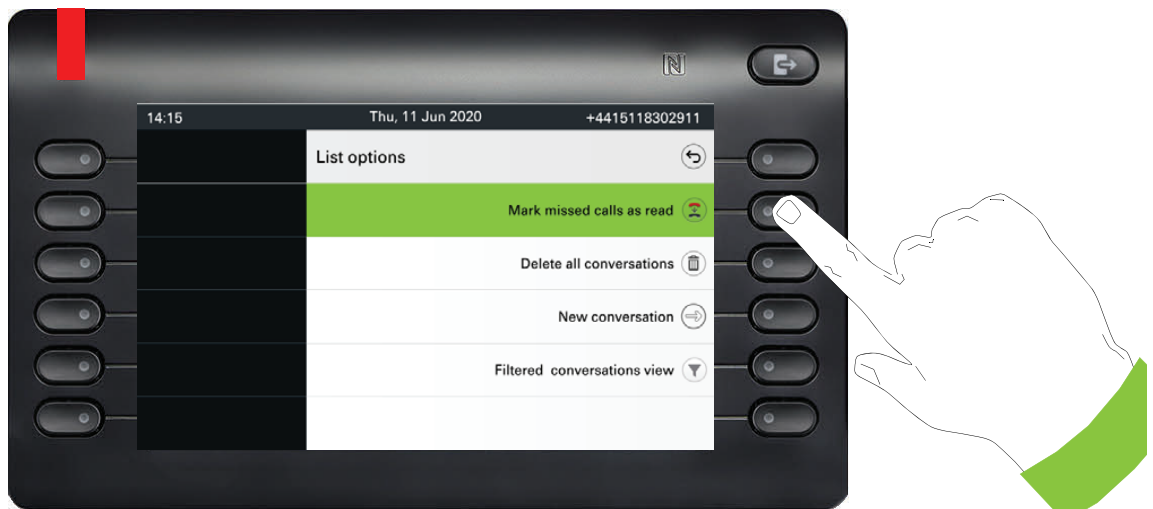 14:15 Thu, 11 Jun 2020 +4415118302911
List options
Mark missed calls as read
Delete all conversations
New conversation
Filtered conversations view